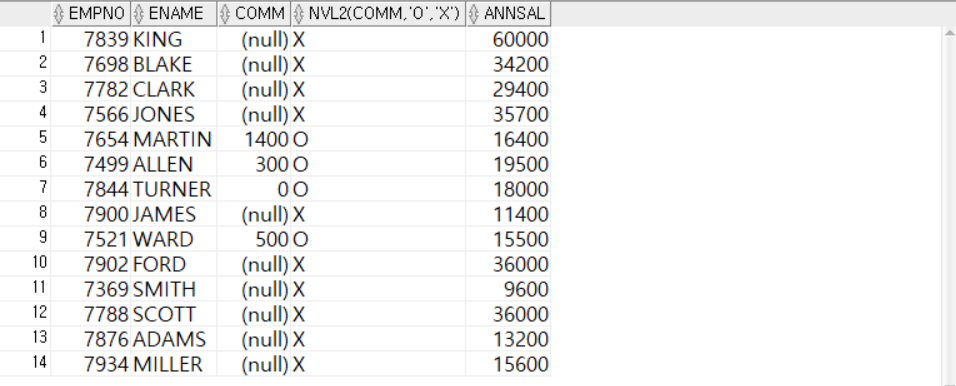 EMPNO ENAME COMM NVL2(COMM,'O','X') ANNSAL
1 7839 KING (null) X 60000
2 7698 BLAKE (null) X 34200
3 7782 CLARK (null) X 29400
4 7566 JONES (null) X 35700
5 7654 MARTIN 1400 O 16400
6 7499 ALLEN 300 O 19500
7 7844 TURNER 0 O 18000
8 7900 JAMES (null) X 11400
9 7521 WARD 500 O 15500
10 7902 FORD (null) X 36000
11 7369 SMITH (null) X 9600
12 7788 SCOTT (null) X 36000
13 7876 ADAMS (null) X 13200
14 7934 MILLER (null) X 15600